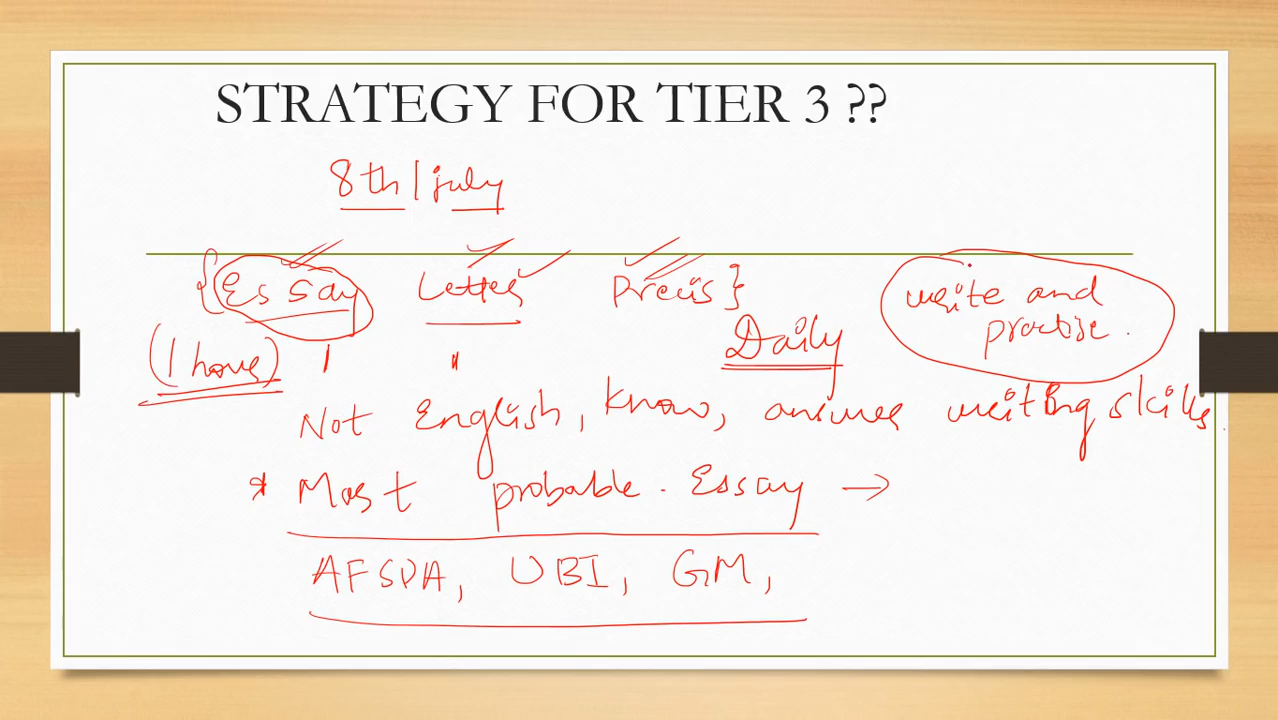 STRATEGY FOR TIER 3 ??
8th / july
{Essay Letter Precis}
write and
practise.
(1 hour) Daily
Not English, know, answer writing skills
* Most probable. Essay →
AFSPA, UBI, GM,